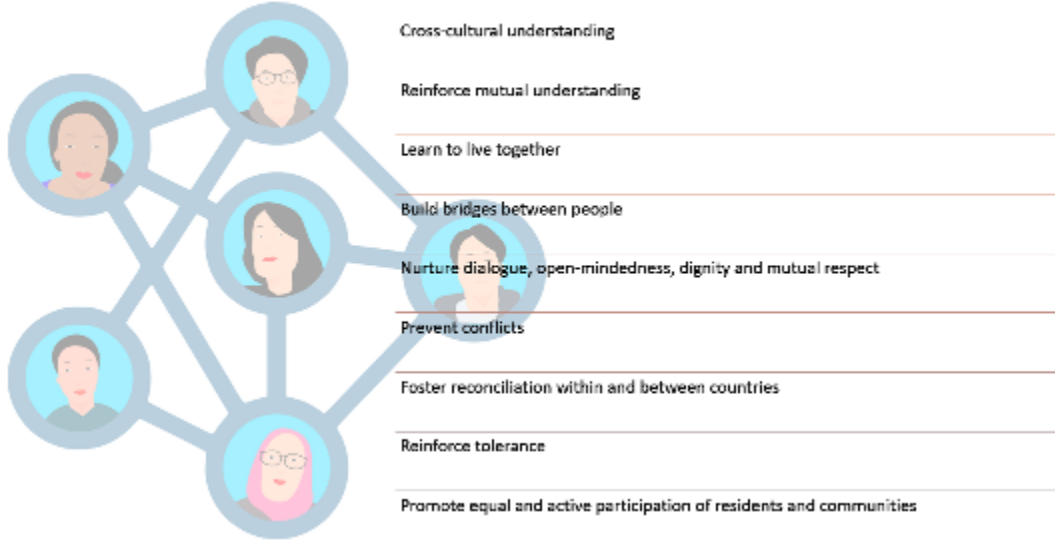 Cross-cultural understanding
Reinforce mutual understanding
Learn to live together
Build bridges between people
Nurture dialogue, open-mindedness, dignity and mutual respect
Prevent conflicts
Foster reconciliation within and between countries
Reinforce tolerance
Promote equal and active participation of residents and communities